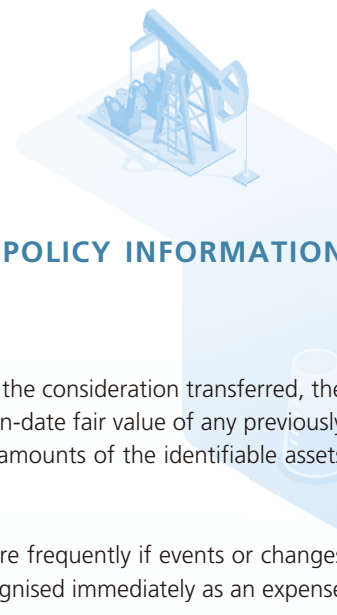 POLICY INFORMATION
the consideration transferred, the
n-date fair value of any previously
amounts of the identifiable assets
re frequently if events or changes
gnised immediately as an expense